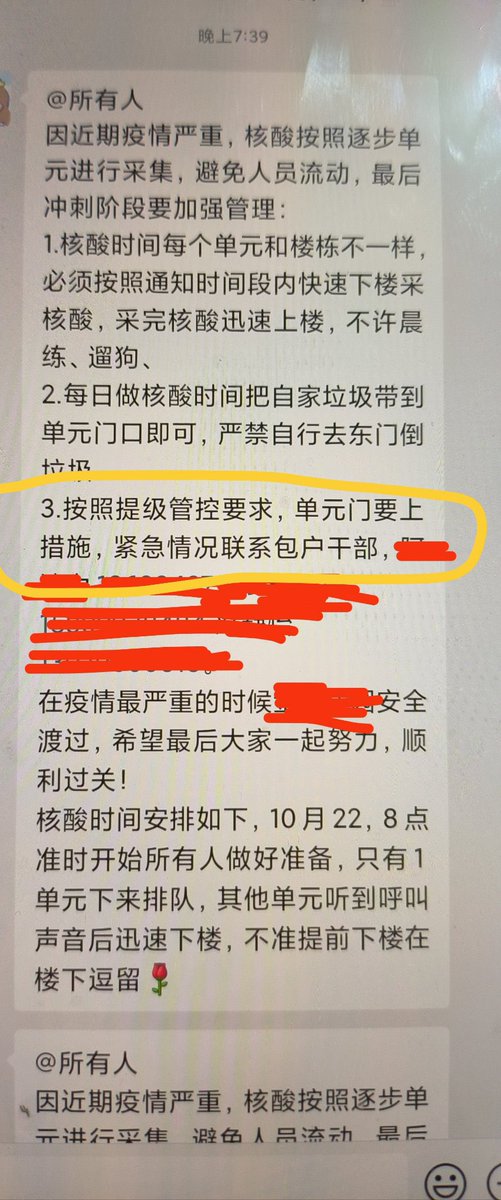 晚上7:39
@所有人
因近期疫情严重，核酸按照逐步单
元进行采集，避免人员流动，最后
冲刺阶段要加强管理：
1.核酸时间每个单元和楼栋不一样，
必须按照通知时间段内快速下楼采
核酸，采完核酸迅速上楼，不许晨
练、遛狗、
2.每日做核酸时间把自家垃圾带到
单元门口即可，严禁自行去东门倒
垃圾
3.按照提级管控要求，单元门要上
措施，紧急情况联系包户干部，
在疫情最严重的时候
安全
渡过，希望最后大家一起努力，顺
利过关！
核酸时间安排如下，10月22，8点
准时开始所有人做好准备，只有1
单元下来排队，其他单元听到呼叫
声音后迅速下楼，不准提前下楼在
楼下逗留
@所有人
因近期疫情严重，核酸按照逐步单
元进行采集，避免人员流动，最后